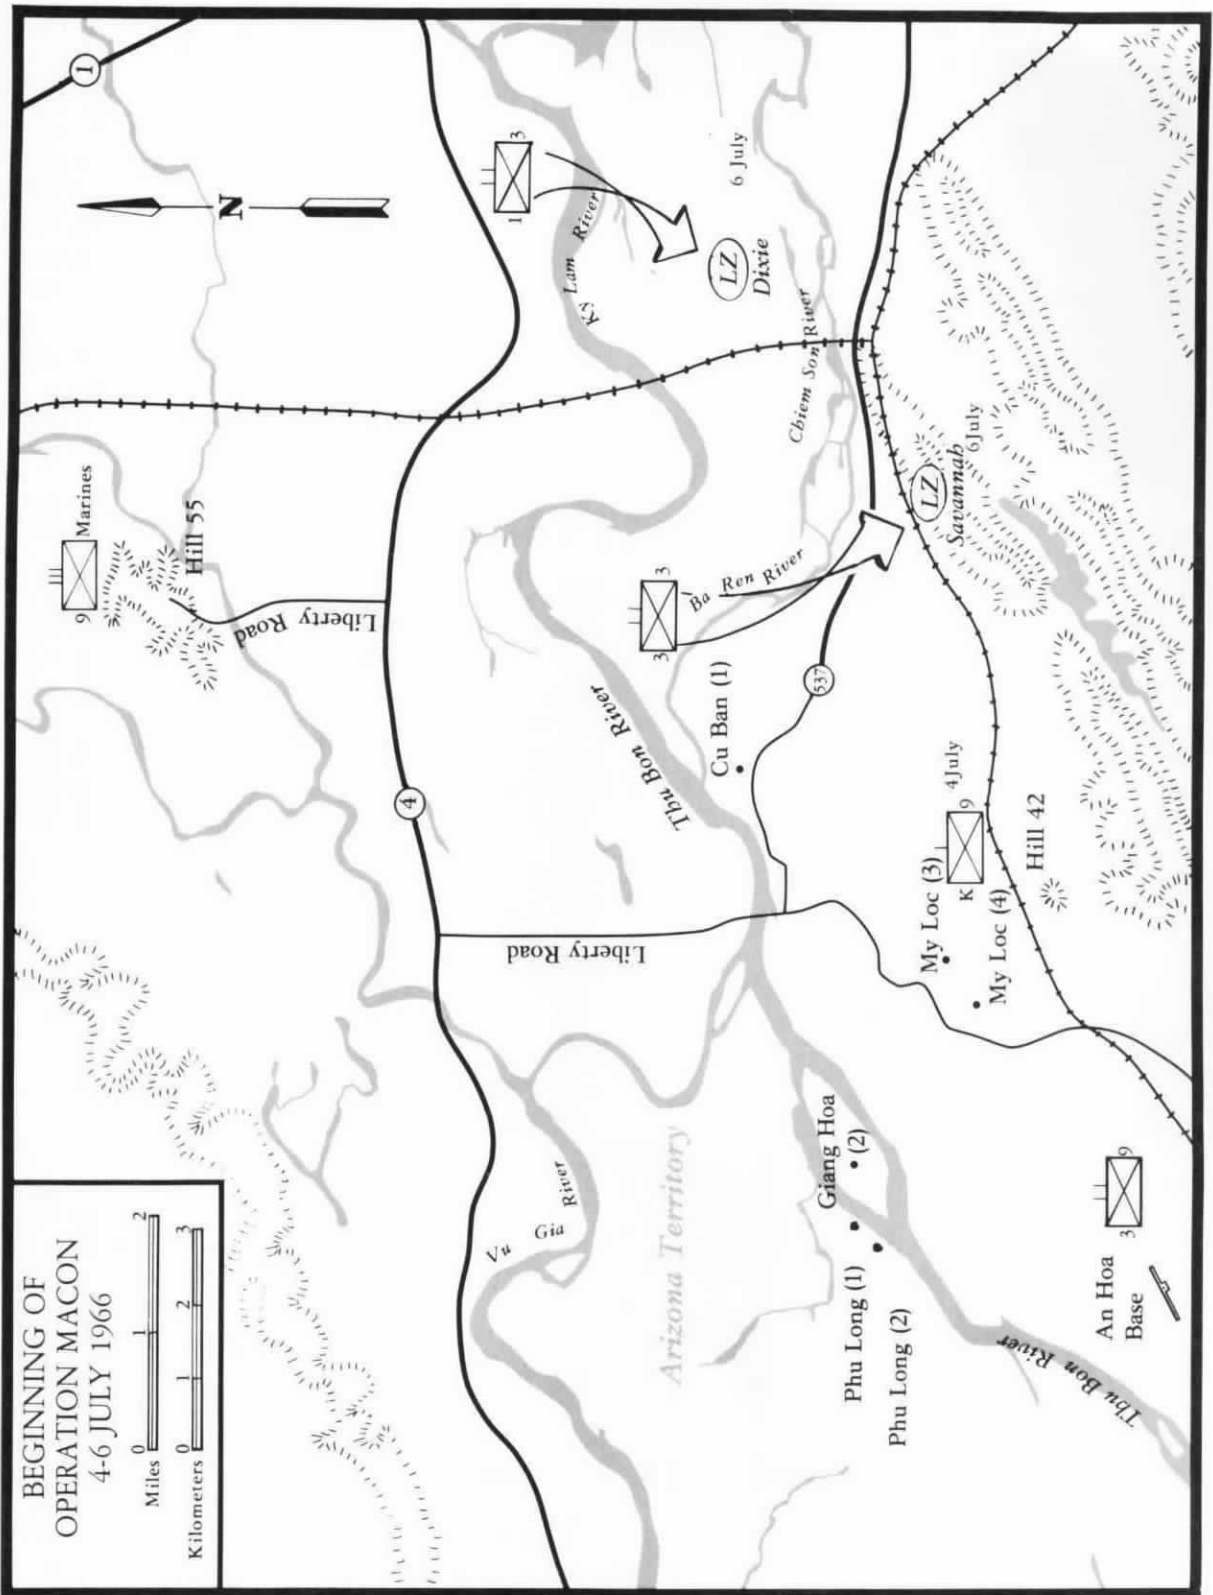 BEGINNING OF
OPERATION MACON
4-6 JULY 1966
0 1 2
Miles
0 1 2 3
Kilometers
1
N
9 Marines
Hill 55
Liberty Road
4
1 3
Ky Lam River
6 July
LZ
Dixie
Chiem Son River
3 3
Ba Ren River
LZ
Savannah
6July
537
Cu Ban (1)
Thu Bon River
Liberty Road
4July
K 9
Hill 42
My Loc (3)
My Loc (4)
Vu Gia River
Arizona Territory
Giang Hoa
(2)
Phu Long (1)
Phu Long (2)
Thu Bon River
3 9
An Hoa
Base